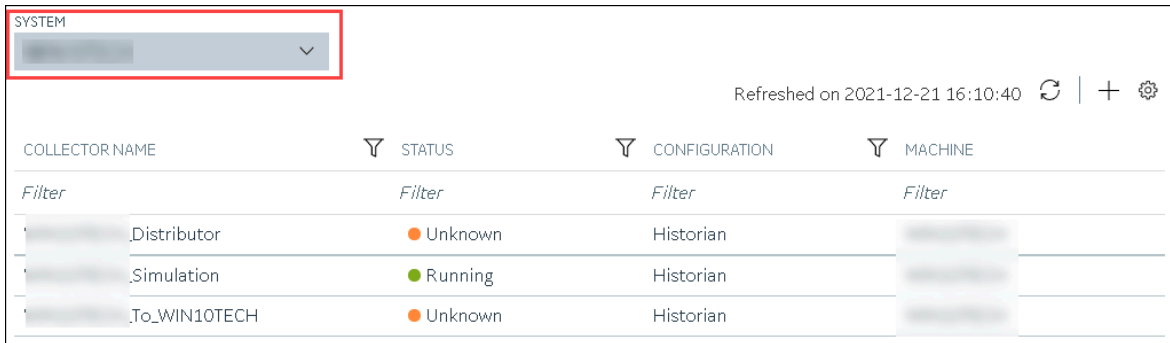 SYSTEM
Refreshed on 2021-12-21 16:10:40
COLLECTOR NAME STATUS CONFIGURATION MACHINE
Filter Filter Filter Filter
_Distributor Unknown Historian
_Simulation Running Historian
_To_WIN10TECH Unknown Historian